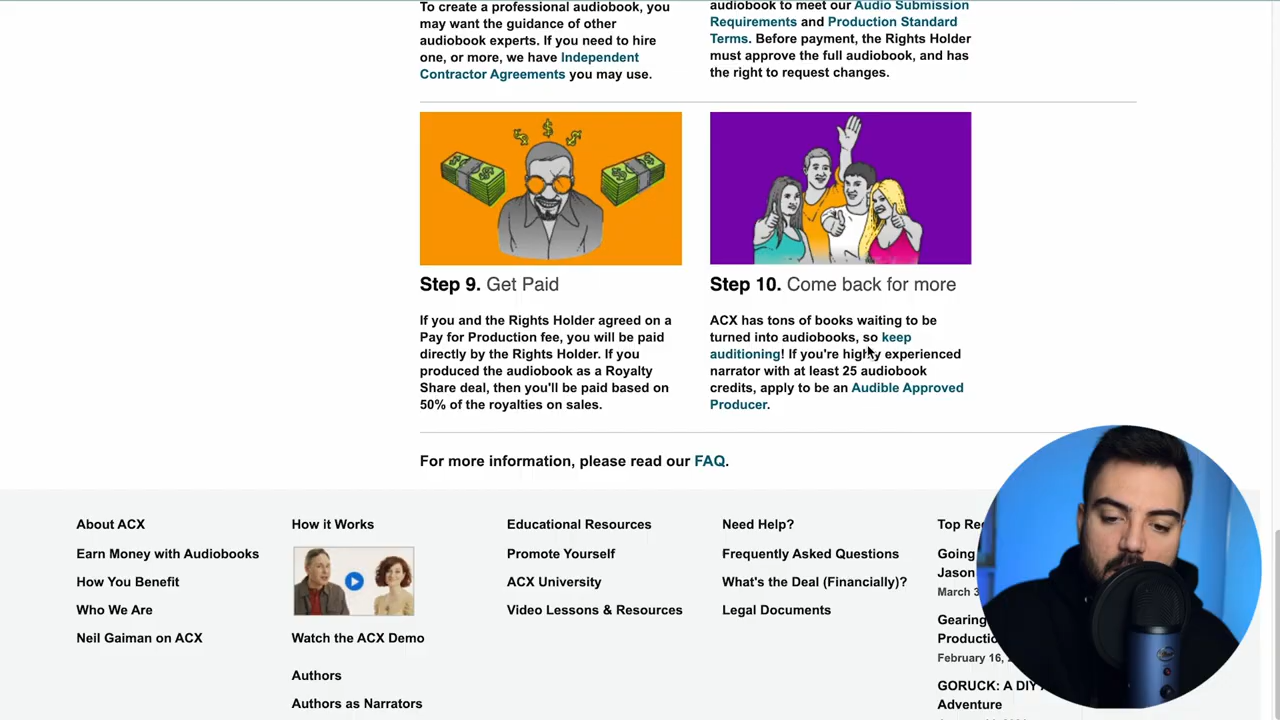 To create a professional audiobook, you
may want the guidance of other
audiobook experts. If you need to hire
one, or more, we have Independent
Contractor Agreements you may use.
audiobook to meet our Audio Submission
Requirements and Production Standard
Terms. Before payment, the Rights Holder
must approve the full audiobook, and has
the right to request changes.
Step 9. Get Paid
If you and the Rights Holder agreed on a
Pay for Production fee, you will be paid
directly by the Rights Holder. If you
produced the audiobook as a Royalty
Share deal, then you'll be paid based on
50% of the royalties on sales.
Step 10. Come back for more
ACX has tons of books waiting to be
turned into audiobooks, so keep
auditioning! If you're highly experienced
narrator with at least 25 audiobook
credits, apply to be an Audible Approved
Producer.
For more information, please read our FAQ.
About ACX
Earn Money with Audiobooks
How You Benefit
Who We Are
Neil Gaiman on ACX
How it Works
Watch the ACX Demo
Authors
Authors as Narrators
Educational Resources
Promote Yourself
ACX University
Video Lessons & Resources
Need Help?
Frequently Asked Questions
What's the Deal (Financially)?
Legal Documents
Top
Going
Jason
March
Gearing
February 16,
GORUCK: A DIY
Adventure